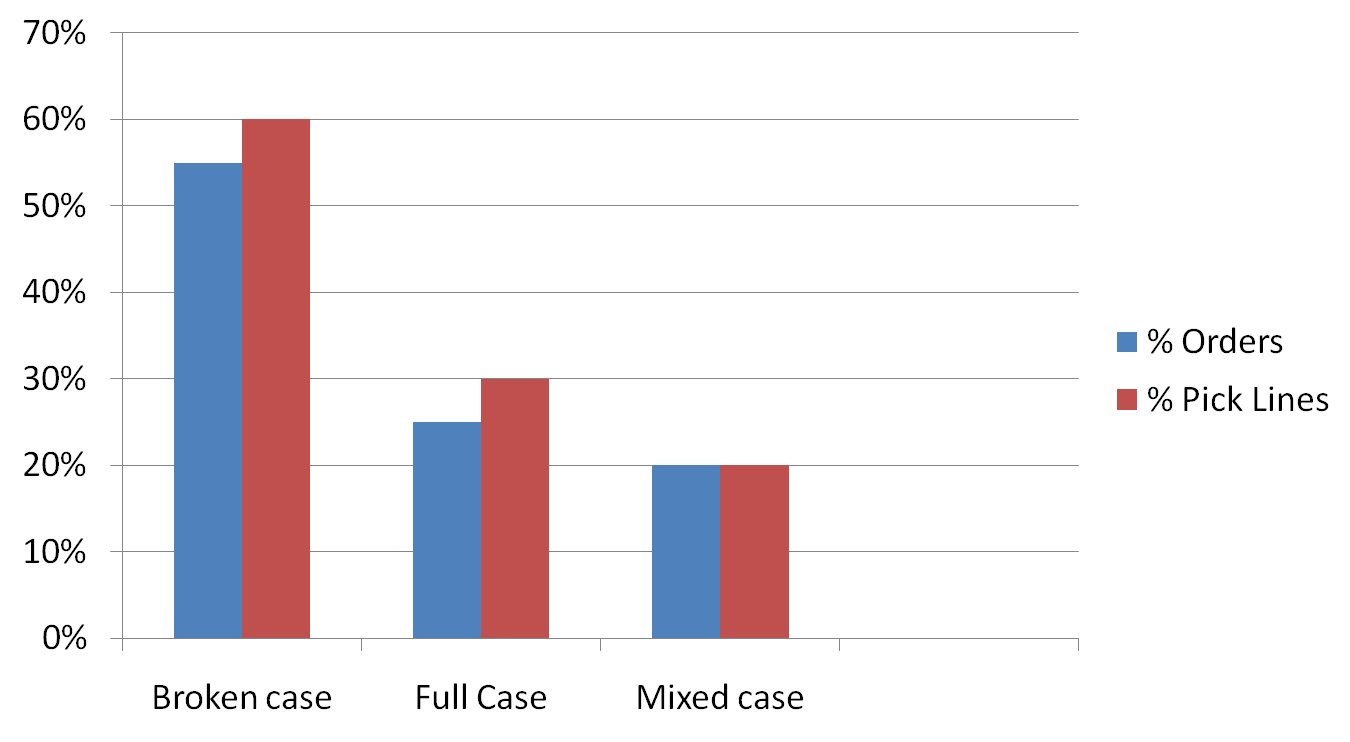 70%
60%
50%
40%
30%
20%
10%
0%
Broken case
Full Case
Mixed case
% Orders
% Pick Lines